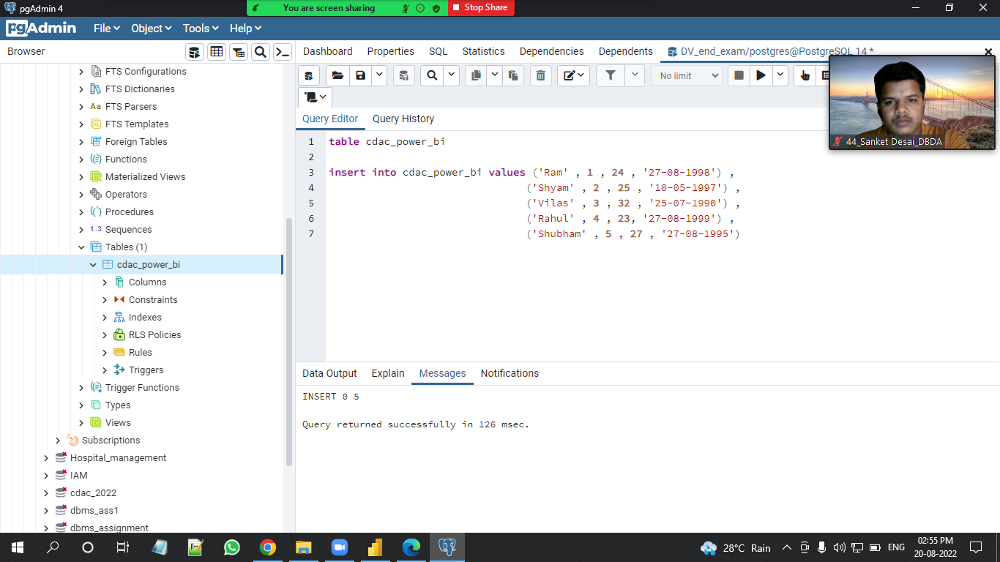 pgAdmin 4
You are screen sharing
Stop Share
pgAdmin
File
Object
Tools
Help
Browser
Dashboard
Properties
SQL
Statistics
Dependencies
Dependents
DV_end_exam/postgres@PostgreSQL 14 *
No limit
Query Editor
Query History
44_Sanket Desai_DBDA
FTS Configurations
FTS Dictionaries
Aa FTS Parsers
FTS Templates
Foreign Tables
Functions
Materialized Views
Operators
Procedures
1..3 Sequences
Tables (1)
cdac_power_bi
Columns
Constraints
Indexes
RLS Policies
Rules
Triggers
Trigger Functions
Types
Views
Subscriptions
Hospital_management
IAM
cdac_2022
dbms_ass1
dbms_assignment
1 table cdac_power_bi
2
3 insert into cdac_power_bi values ('Ram' , 1 , 24 , '27-08-1998') ,
4 ('Shyam' , 2 , 25 , '10-05-1997') ,
5 ('Vilas' , 3 , 32 , '25-07-1990') ,
6 ('Rahul' , 4 , 23, '27-08-1999') ,
7 ('Shubham' , 5 , 27 , '27-08-1995')
Data Output
Explain
Messages
Notifications
INSERT 0 5
Query returned successfully in 126 msec.
28°C Rain
ENG
02:55 PM
20-08-2022